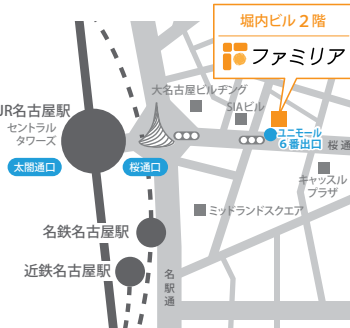 堀内ビル2階
ファミリア
大名古屋ビルヂング
SIAビル
JR名古屋駅
セントラル
タワーズ
ユニモール
6番出口
桜通
太閤通口
桜通口
キャッスル
プラザ
ミッドランドスクエア
名鉄名古屋駅
近鉄名古屋駅
名駅通